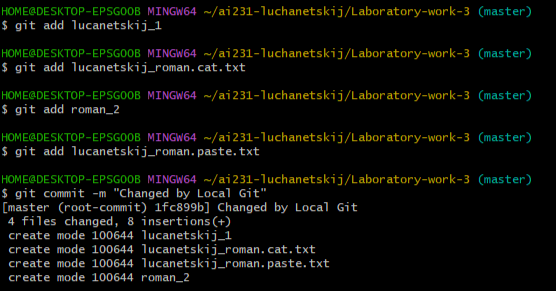 HOME@DESKTOP-EPSGOOB MINGW64 ~/ai231-luchanetskij/Laboratory-work-3 (master)
$ git add lucanetskij_1
HOME@DESKTOP-EPSGOOB MINGW64 ~/ai231-luchanetskij/Laboratory-work-3 (master)
$ git add lucanetskij_roman.cat.txt
HOME@DESKTOP-EPSGOOB MINGW64 ~/ai231-luchanetskij/Laboratory-work-3 (master)
$ git add roman_2
HOME@DESKTOP-EPSGOOB MINGW64 ~/ai231-luchanetskij/Laboratory-work-3 (master)
$ git add lucanetskij_roman.paste.txt
HOME@DESKTOP-EPSGOOB MINGW64 ~/ai231-luchanetskij/Laboratory-work-3 (master)
$ git commit -m "Changed by Local Git"
[master (root-commit) 1fc899b] Changed by Local Git
 4 files changed, 8 insertions(+)
 create mode 100644 lucanetskij_1
 create mode 100644 lucanetskij_roman.cat.txt
 create mode 100644 lucanetskij_roman.paste.txt
 create mode 100644 roman_2